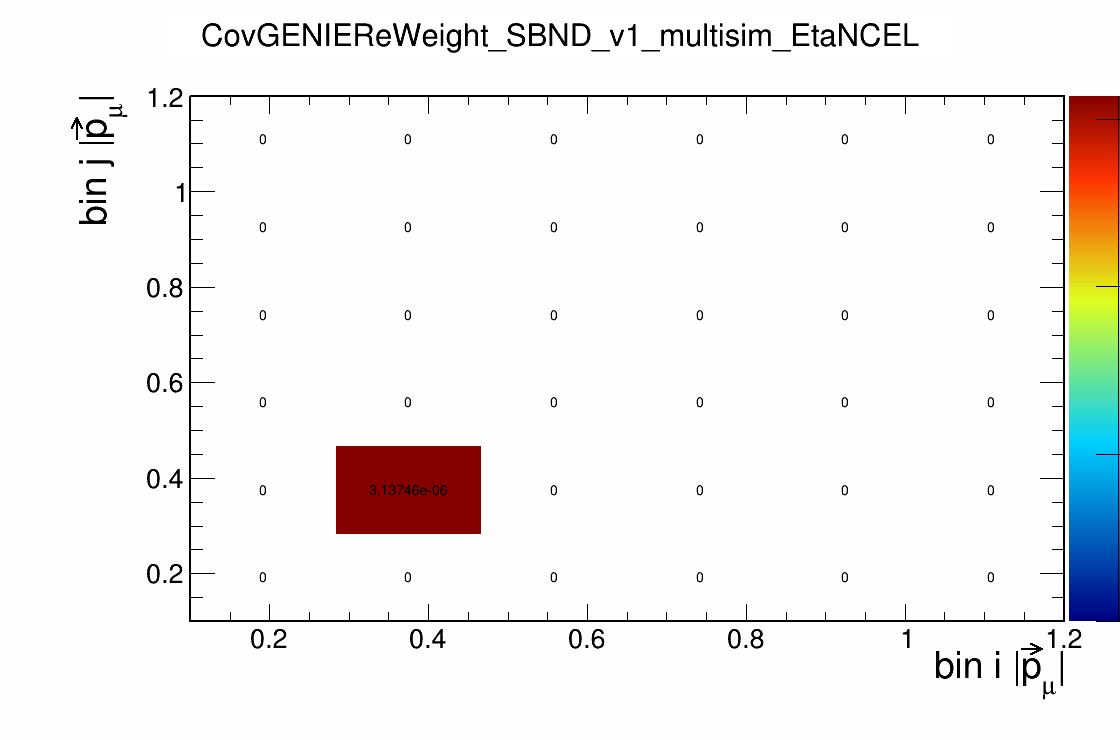 CovGENIEReWeight_SBND_v1_multisim_EtaNCEL
bin j |p⃗μ|
1.2
0 0 0 0 0 0
1
0 0 0 0 0 0
0.8
0 0 0 0 0 0
0.6
0 0 0 0 0 0
0.4
0 3.13746e-06 0 0 0 0
0.2
0 0 0 0 0 0
0.2 0.4 0.6 0.8 1 1.2
bin i |p⃗μ|